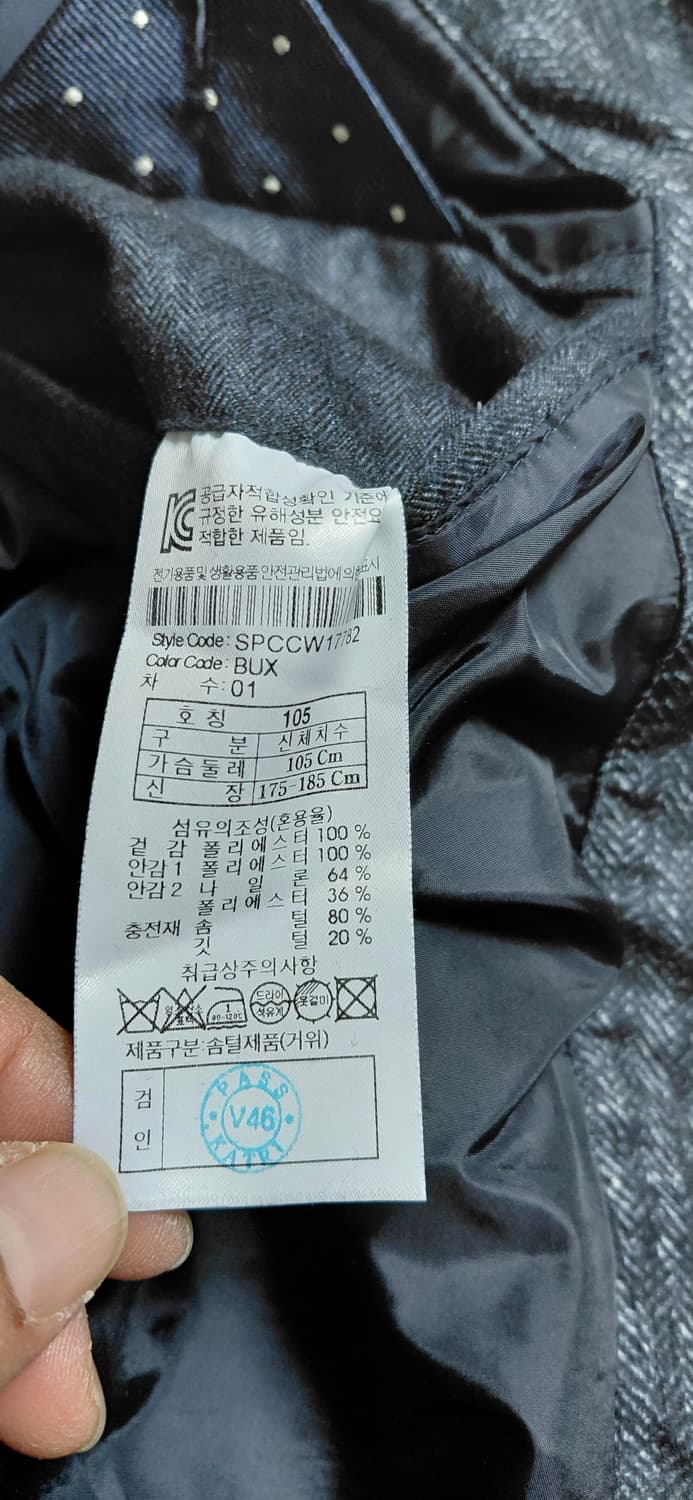 KC 공급자적합성확인 기준에
규정한 유해성분 안전요
적합한 제품임.
전기용품및생활용품 안전관리법에 의한표시
Style Code: SPCCW17782
Color Code: BUX
차 수: 01
호 칭 105
구 분 신체치수
가슴둘레 105 Cm
신 장 175-185 Cm
섬유의조성(혼용율)
겉 감 폴리에스터 100 %
안감 1 폴리에스터 100 %
안감 2 나 일 론 64 %
폴리에스터 36 %
충전재 솜 털 80 %
깃 털 20 %
취급상주의사항
1 드라이 옷걸이
80-120℃ 석유계
제품구분:솜털제품(거위)
검
인
PASS
V46
KATRI